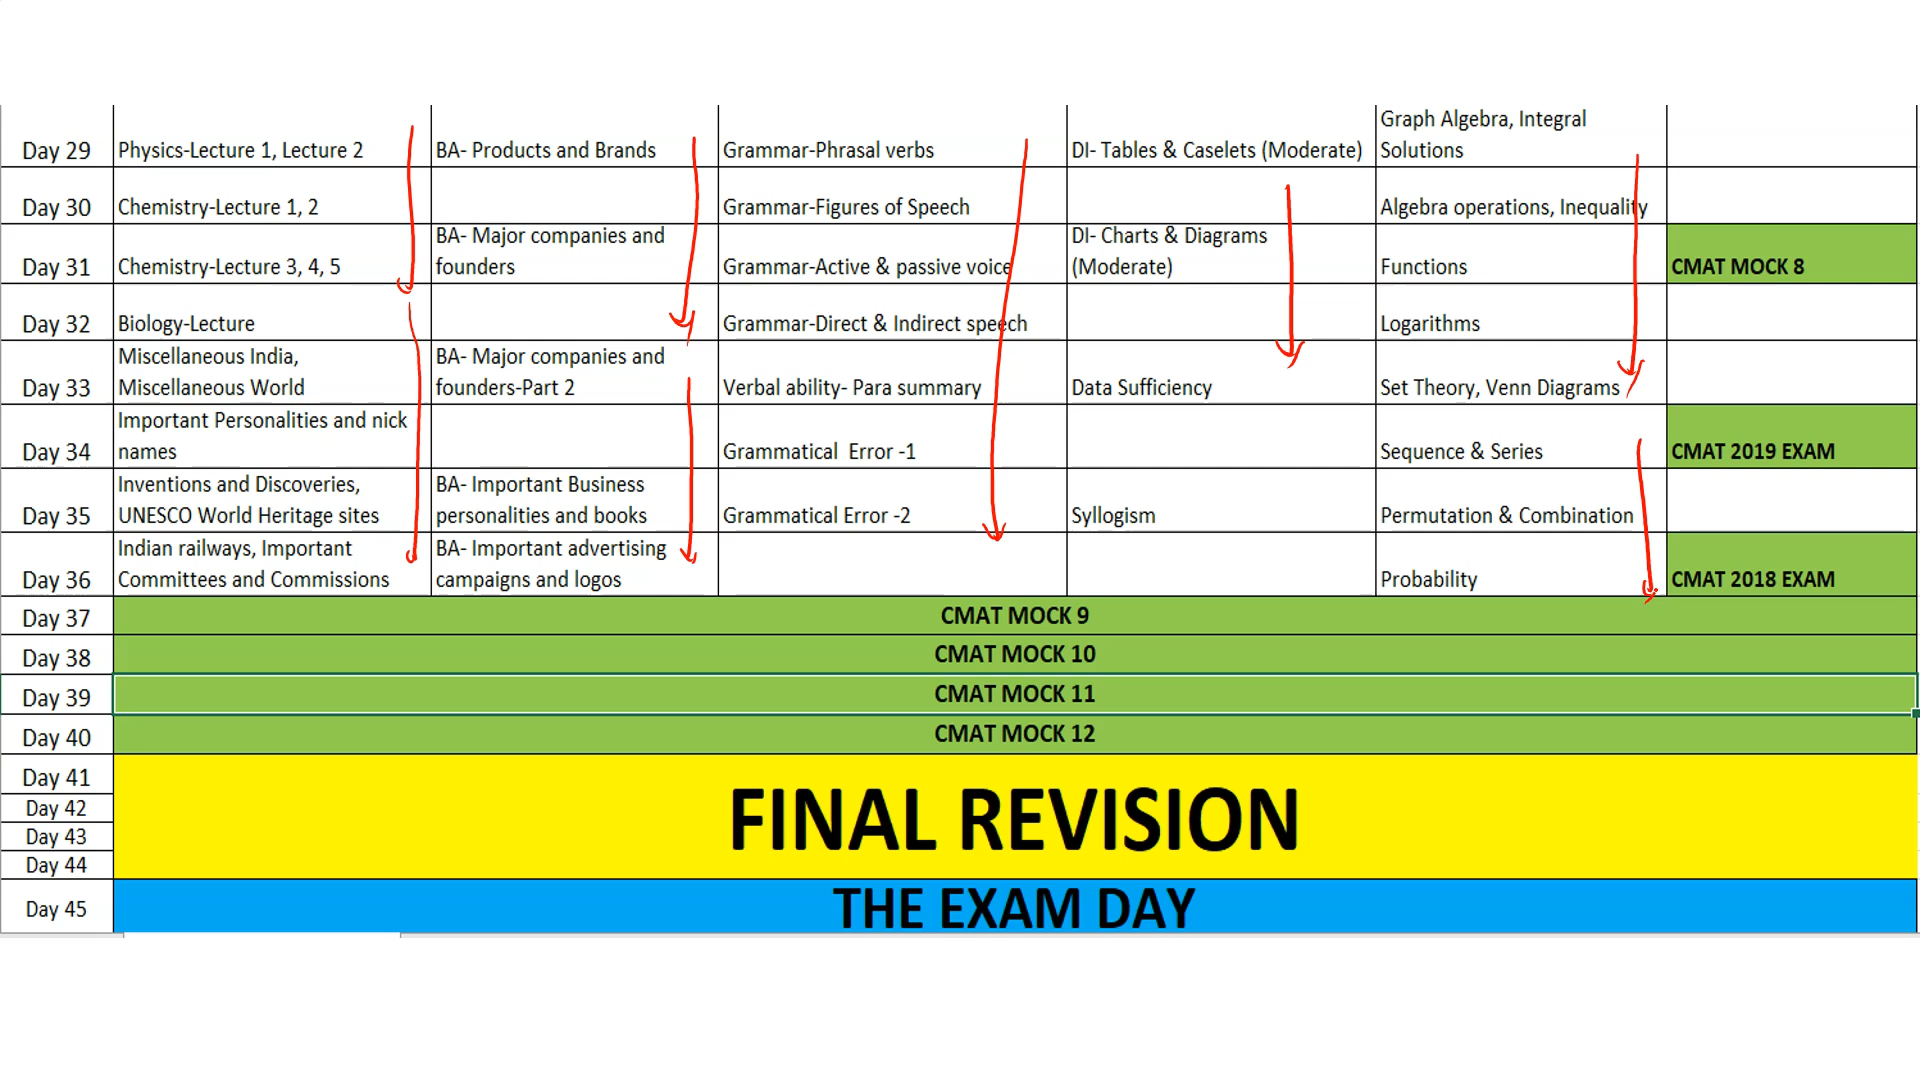 Day 29
Physics-Lecture 1, Lecture 2
BA- Products and Brands
Grammar-Phrasal verbs
DI- Tables & Caselets (Moderate)
Graph Algebra, Integral
Solutions
Day 30
Chemistry-Lecture 1, 2
Grammar-Figures of Speech
Algebra operations, Inequality
Day 31
Chemistry-Lecture 3, 4, 5
BA- Major companies and
founders
Grammar-Active & passive voice
DI- Charts & Diagrams
(Moderate)
Functions
CMAT MOCK 8
Day 32
Biology-Lecture
Grammar-Direct & Indirect speech
Logarithms
Day 33
Miscellaneous India,
Miscellaneous World
BA- Major companies and
founders-Part 2
Verbal ability- Para summary
Data Sufficiency
Set Theory, Venn Diagrams
Day 34
Important Personalities and nick
names
Grammatical  Error -1
Sequence & Series
CMAT 2019 EXAM
Day 35
Inventions and Discoveries,
UNESCO World Heritage sites
BA- Important Business
personalities and books
Grammatical Error -2
Syllogism
Permutation & Combination
Day 36
Indian railways, Important
Committees and Commissions
BA- Important advertising
campaigns and logos
Probability
CMAT 2018 EXAM
Day 37
CMAT MOCK 9
Day 38
CMAT MOCK 10
Day 39
CMAT MOCK 11
Day 40
CMAT MOCK 12
Day 41
Day 42
Day 43
Day 44
FINAL REVISION
Day 45
THE EXAM DAY